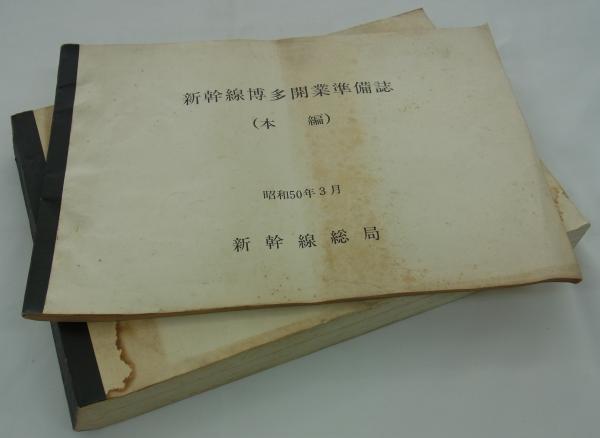 新幹線博多開業準備誌
（本　編）
昭和50年3月
新幹線総局